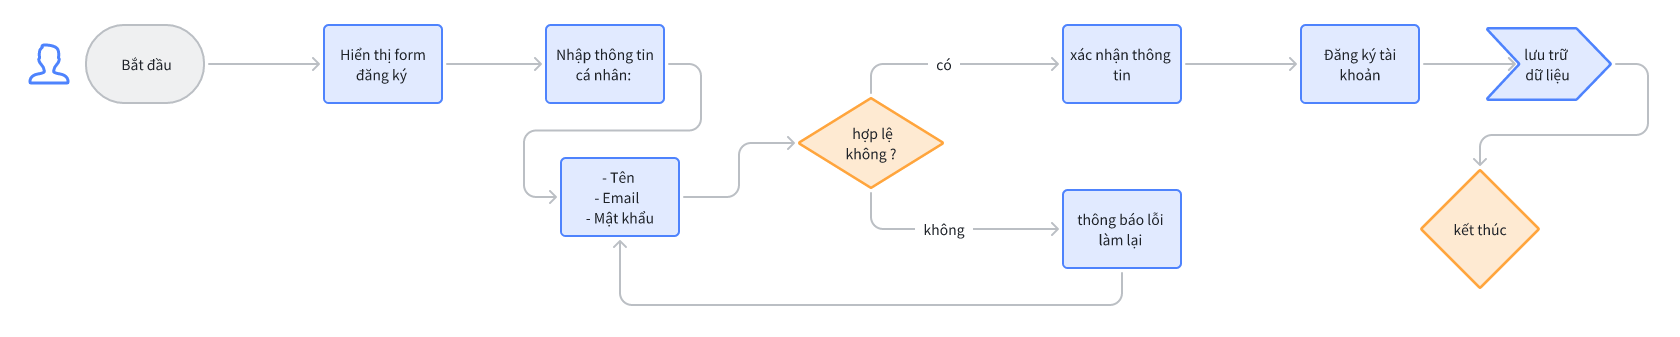 Bắt đầu
Hiển thị form
đăng ký
Nhập thông tin
cá nhân:
- Tên
- Email
- Mật khẩu
hợp lệ
không ?
có
xác nhận thông
tin
Đăng ký tài
khoản
lưu trữ
dữ liệu
kết thúc
không
thông báo lỗi
làm lại